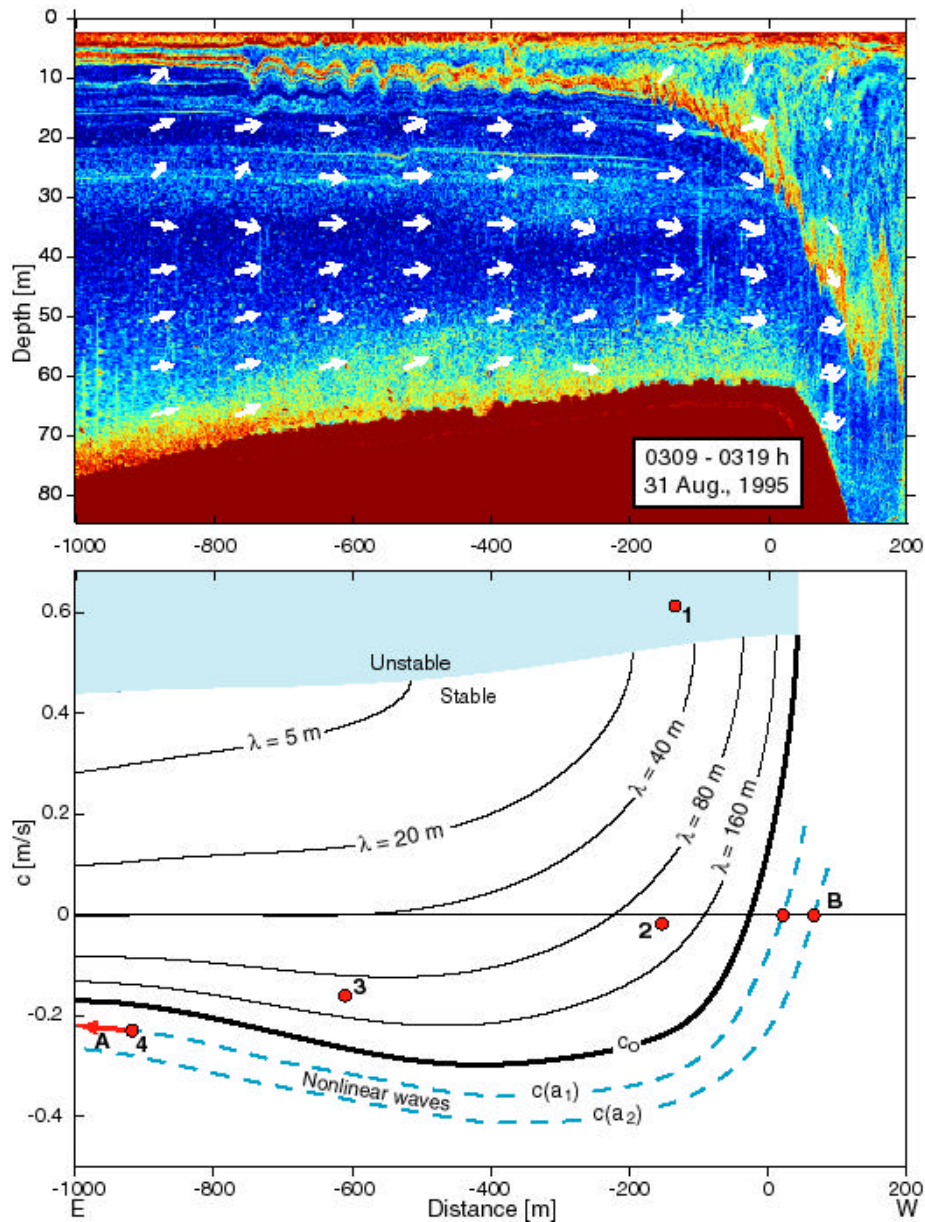 0
10
20
30
40
50
60
70
80
Depth [m]
0309 - 0319 h
31 Aug., 1995
-1000 -800 -600 -400 -200 0 200
0.6
0.4
0.2
0
-0.2
-0.4
c [m/s]
1
Unstable
Stable
λ = 5 m
λ = 20 m
λ = 40 m
λ = 80 m
λ = 160 m
B
2
3
A
4
cO
Nonlinear waves
c(a1)
c(a2)
-1000 -800 -600 -400 -200 0 200
E Distance [m] W